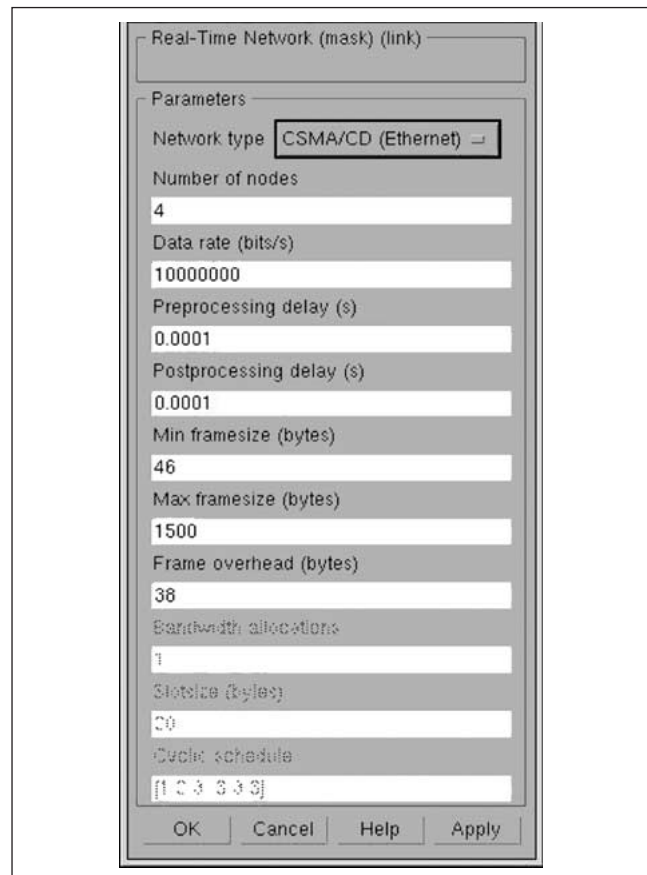 Real-Time Network (mask) (link)
Parameters
Network type CSMA/CD (Ethernet)
Number of nodes
4
Data rate (bits/s)
10000000
Preprocessing delay (s)
0.0001
Postprocessing delay (s)
0.0001
Min framesize (bytes)
46
Max framesize (bytes)
1500
Frame overhead (bytes)
38
Bandwidth allocations
1
Slotsize (bytes)
Cyclic schedule
OK Cancel Help Apply